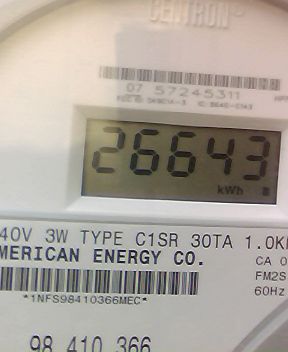 CENTRON
07 57245311
26643
kWh
40V 3W TYPE C1SR 30TA 1.0K
MERICAN ENERGY CO.
CA 0
FM2S
60Hz
*1NFS98410366MEC*
98 410 366